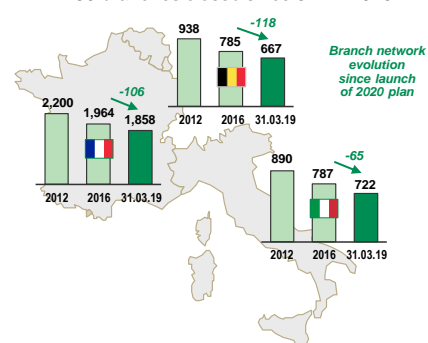 938
-118
785
667
2012 2016 31.03.19
Branch network
evolution
since launch
of 2020 plan
2,200
-106
1,964
1,858
2012 2016 31.03.19
890
-65
787
722
2012 2016 31.03.19